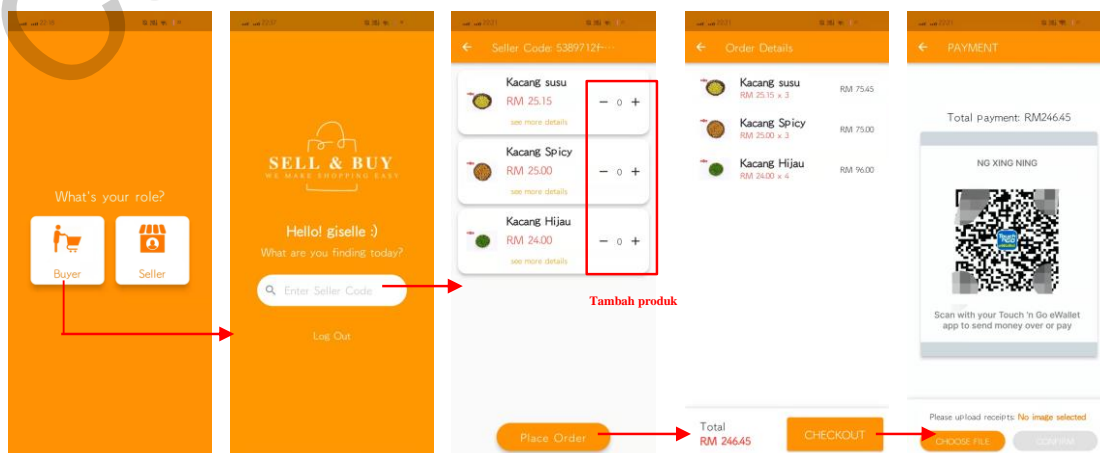 What's your role?
Buyer
Seller
SELL & BUY
WE MAKE SHOPPING EASY
Hello! giselle :)
What are you finding today?
Enter Seller Code
Log Out
Seller Code: 5389712f-...
Kacang susu
RM 25.15
see more details
− 0 +
Kacang Spicy
RM 25.00
see more details
− 0 +
Kacang Hijau
RM 24.00
see more details
− 0 +
Tambah produk
Place Order
Order Details
Kacang susu
RM 25.15 x 3
RM 75.45
Kacang Spicy
RM 25.00 x 3
RM 75.00
Kacang Hijau
RM 24.00 x 4
RM 96.00
Total
RM 246.45
CHECKOUT
PAYMENT
Total payment: RM246.45
NG XING NING
Touch
Scan with your Touch 'n Go eWallet
app to send money over or pay
Please upload receipts: No image selected
CHOOSE FILE
CONFIRM